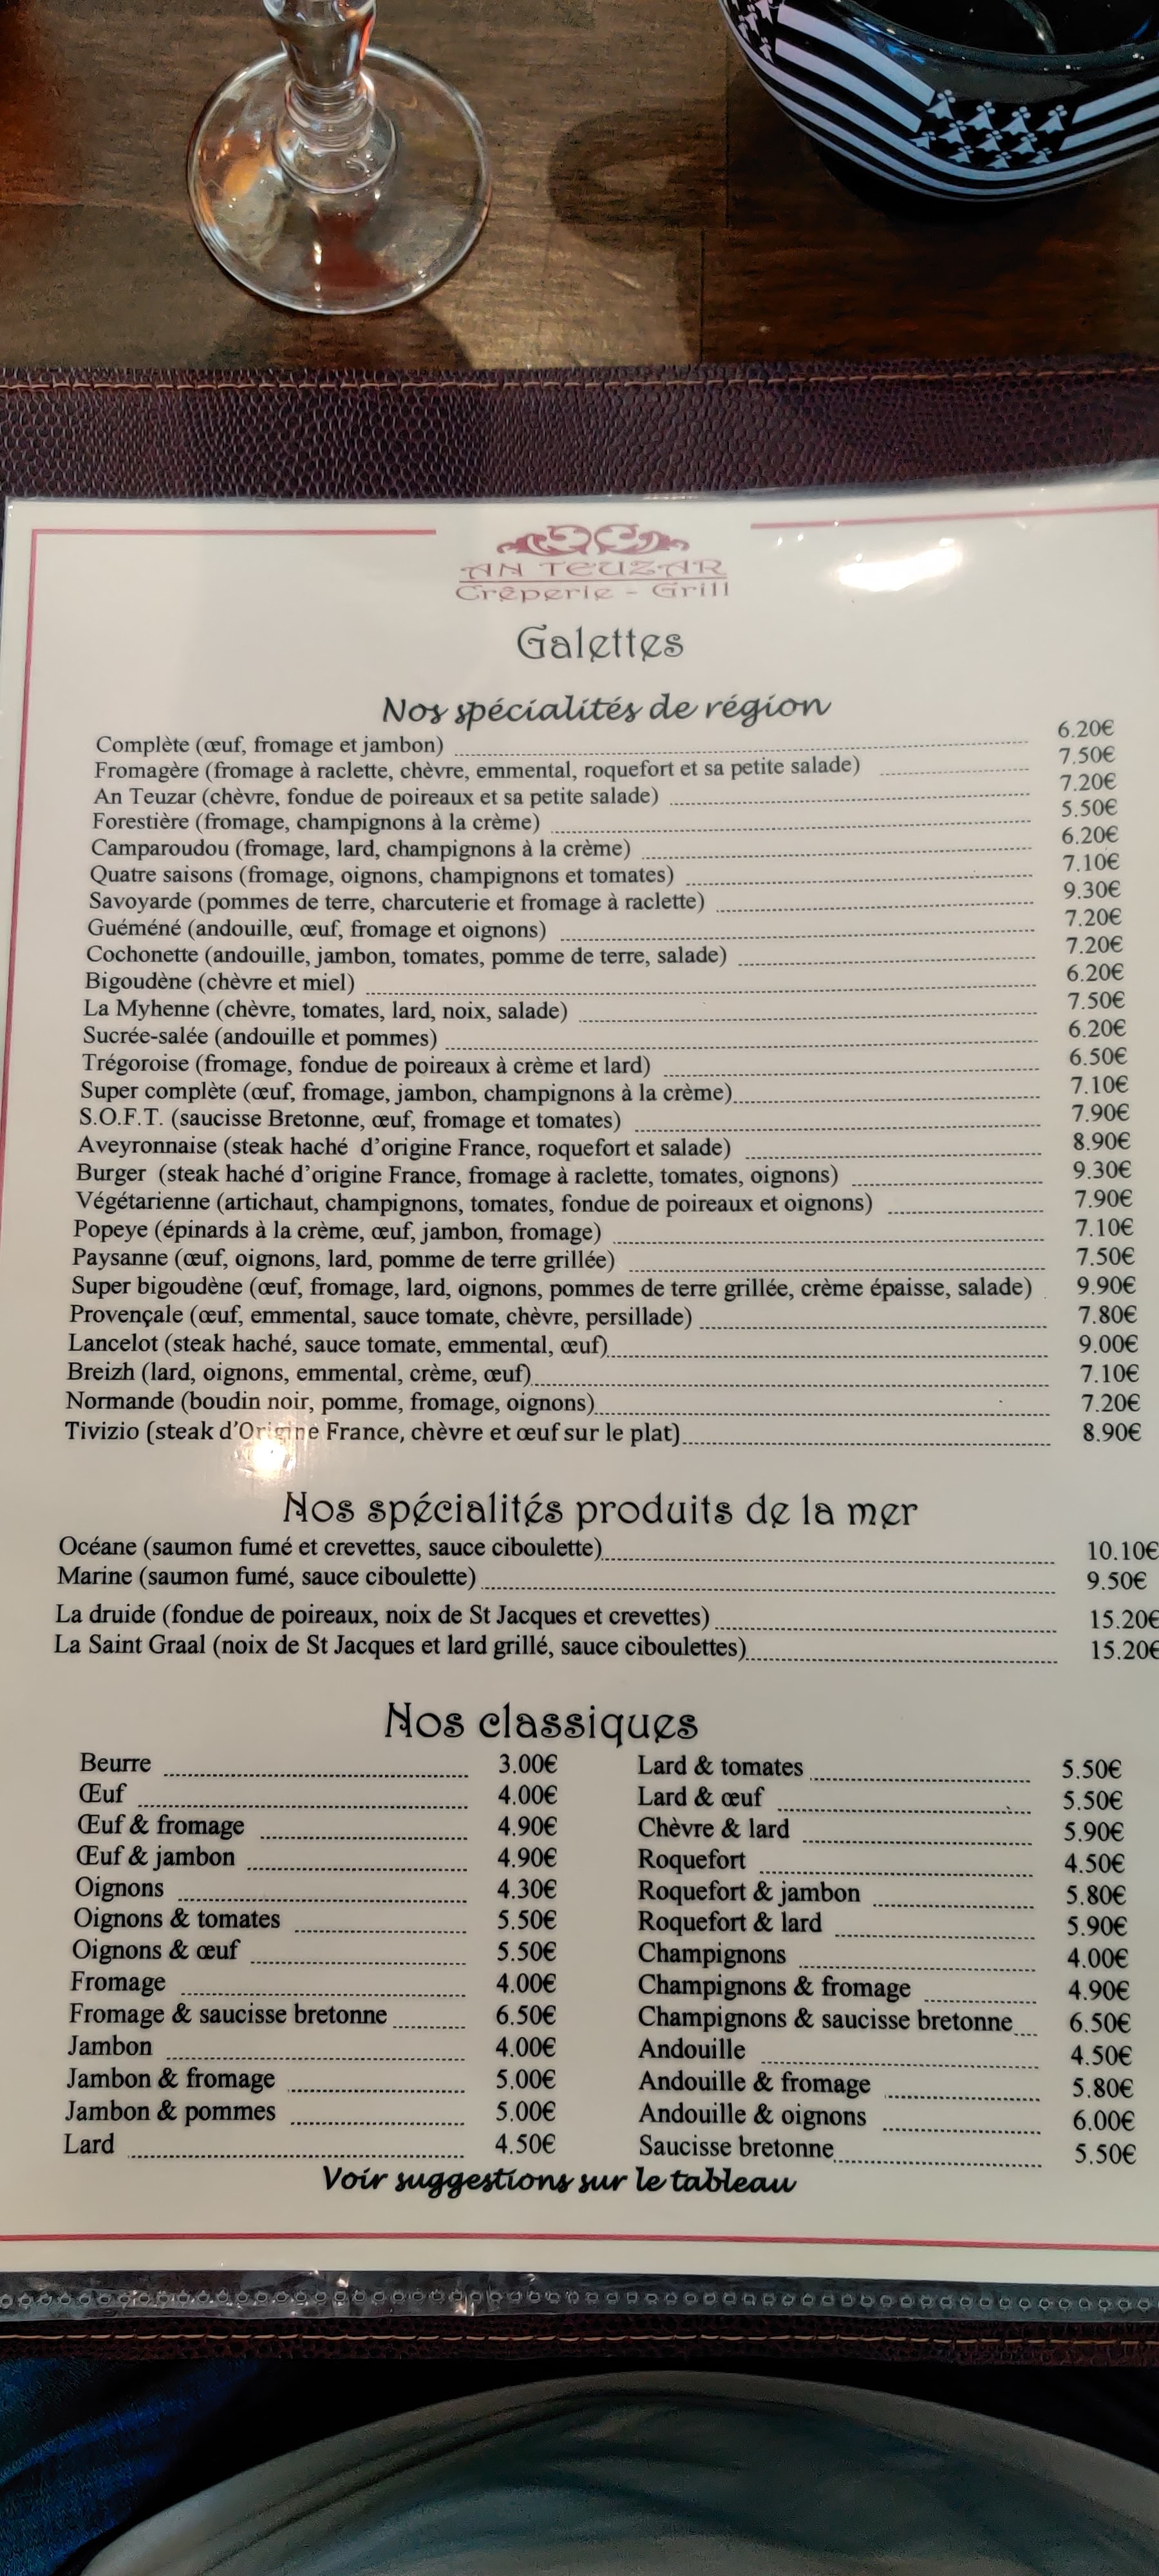 AN TEUZAR
Crêperie - Grill
Galettes
Nos spécialités de région
Complète (œuf, fromage et jambon) 6.20€
Fromagère (fromage à raclette, chèvre, emmental, roquefort et sa petite salade) 7.50€
An Teuzar (chèvre, fondue de poireaux et sa petite salade) 7.20€
Forestière (fromage, champignons à la crème) 5.50€
Camparoudou (fromage, lard, champignons à la crème) 6.20€
Quatre saisons (fromage, oignons, champignons et tomates) 7.10€
Savoyarde (pommes de terre, charcuterie et fromage à raclette) 9.30€
Guéméné (andouille, œuf, fromage et oignons) 7.20€
Cochonette (andouille, jambon, tomates, pomme de terre, salade) 7.20€
Bigoudène (chèvre et miel) 6.20€
La Myhenne (chèvre, tomates, lard, noix, salade) 7.50€
Sucrée-salée (andouille et pommes) 6.20€
Trégoroise (fromage, fondue de poireaux à crème et lard) 6.50€
Super complète (œuf, fromage, jambon, champignons à la crème) 7.10€
S.O.F.T. (saucisse Bretonne, œuf, fromage et tomates) 7.90€
Aveyronnaise (steak haché d'origine France, roquefort et salade) 8.90€
Burger (steak haché d'origine France, fromage à raclette, tomates, oignons) 9.30€
Végétarienne (artichaut, champignons, tomates, fondue de poireaux et oignons) 7.90€
Popeye (épinards à la crème, œuf, jambon, fromage) 7.10€
Paysanne (œuf, oignons, lard, pomme de terre grillée) 7.50€
Super bigoudène (œuf, fromage, lard, oignons, pommes de terre grillée, crème épaisse, salade) 9.90€
Provençale (œuf, emmental, sauce tomate, chèvre, persillade) 7.80€
Lancelot (steak haché, sauce tomate, emmental, œuf) 9.00€
Breizh (lard, oignons, emmental, crème, œuf) 7.10€
Normande (boudin noir, pomme, fromage, oignons) 7.20€
Tivizio (steak d'Origine France, chèvre et œuf sur le plat) 8.90€
Nos spécialités produits de la mer
Océane (saumon fumé et crevettes, sauce ciboulette) 10.10€
Marine (saumon fumé, sauce ciboulette) 9.50€
La druide (fondue de poireaux, noix de St Jacques et crevettes) 15.20€
La Saint Graal (noix de St Jacques et lard grillé, sauce ciboulettes) 15.20€
Nos classiques
Beurre 3.00€
Œuf 4.00€
Œuf & fromage 4.90€
Œuf & jambon 4.90€
Oignons 4.30€
Oignons & tomates 5.50€
Oignons & œuf 5.50€
Fromage 4.00€
Fromage & saucisse bretonne 6.50€
Jambon 4.00€
Jambon & fromage 5.00€
Jambon & pommes 5.00€
Lard 4.50€
Lard & tomates 5.50€
Lard & œuf 5.50€
Chèvre & lard 5.90€
Roquefort 4.50€
Roquefort & jambon 5.80€
Roquefort & lard 5.90€
Champignons 4.00€
Champignons & fromage 4.90€
Champignons & saucisse bretonne 6.50€
Andouille 4.50€
Andouille & fromage 5.80€
Andouille & oignons 6.00€
Saucisse bretonne 5.50€
Voir suggestions sur le tableau